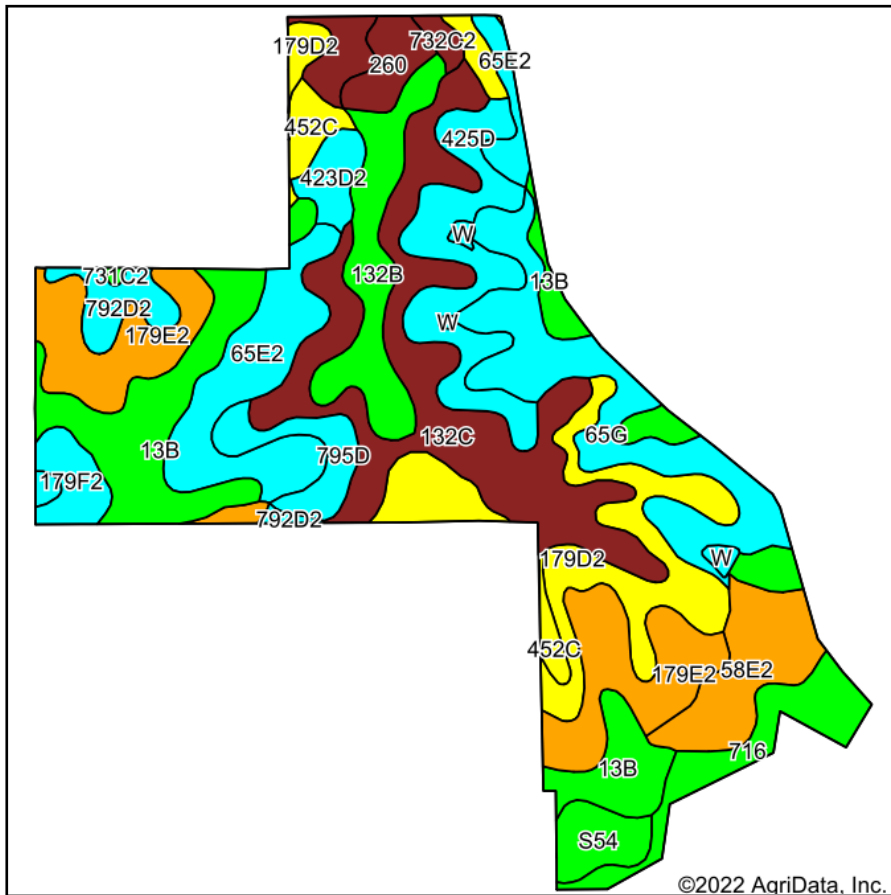 179D2
732C2
260
65E2
452C
425D
423D2
W
731C2
132B
13B
792D2
179E2
W
65E2
132C
65G
13B
795D
179F2
792D2
179D2
W
452C
179E2
58E2
716
13B
S54
©2022 AgriData, Inc.